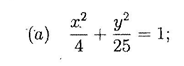 (a) x²/4 + y²/25 = 1;